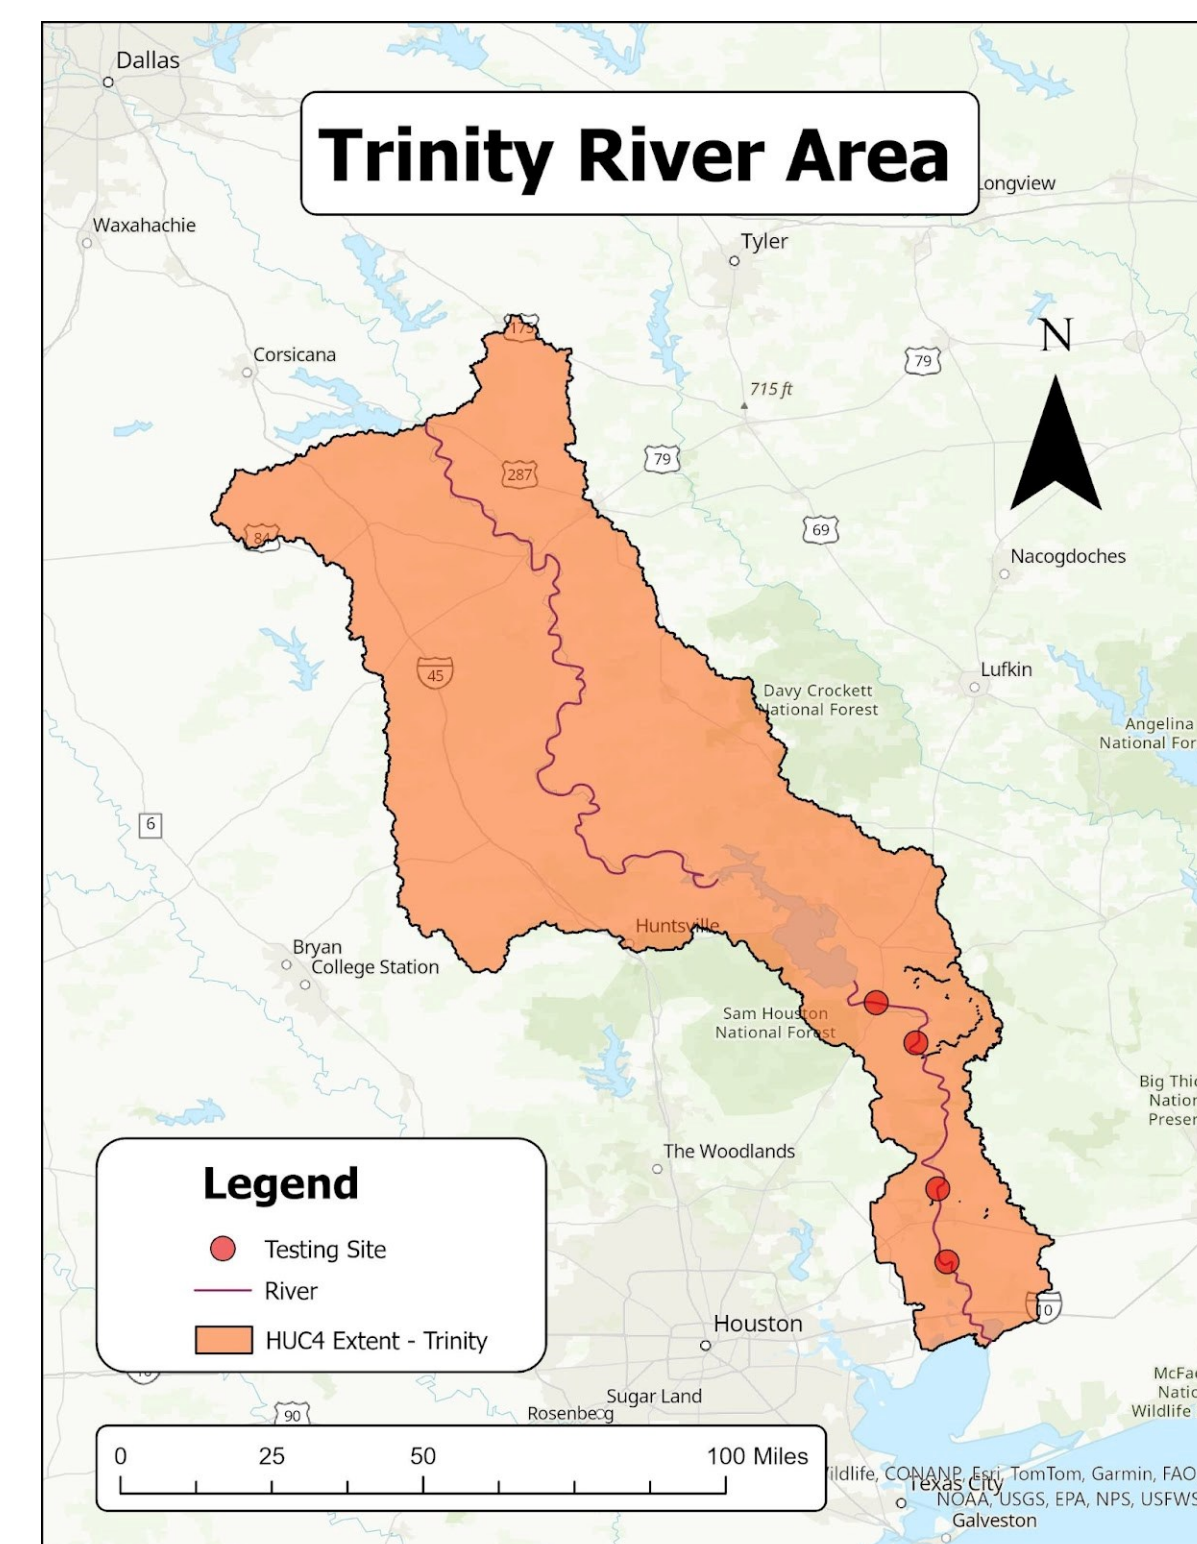 Dallas
Trinity River Area
Longview
Waxahachie
Tyler
175
N
Corsicana
79
715 ft
79
287
69
84
Nacogdoches
Lufkin
45
Davy Crockett
National Forest
Angelina
National For
6
Huntsville
Bryan
College Station
Sam Houston
National Forest
Big Thi
Nation
Preser
The Woodlands
Legend
Testing Site
River
HUC4 Extent - Trinity
10
Houston
McFa
Natio
Wildlife
Sugar Land
Rosenberg
90
0 25 50 100 Miles
ildlife, CONANP, Esri, TomTom, Garmin, FAO
Texas City
NOAA, USGS, EPA, NPS, USFWS
Galveston